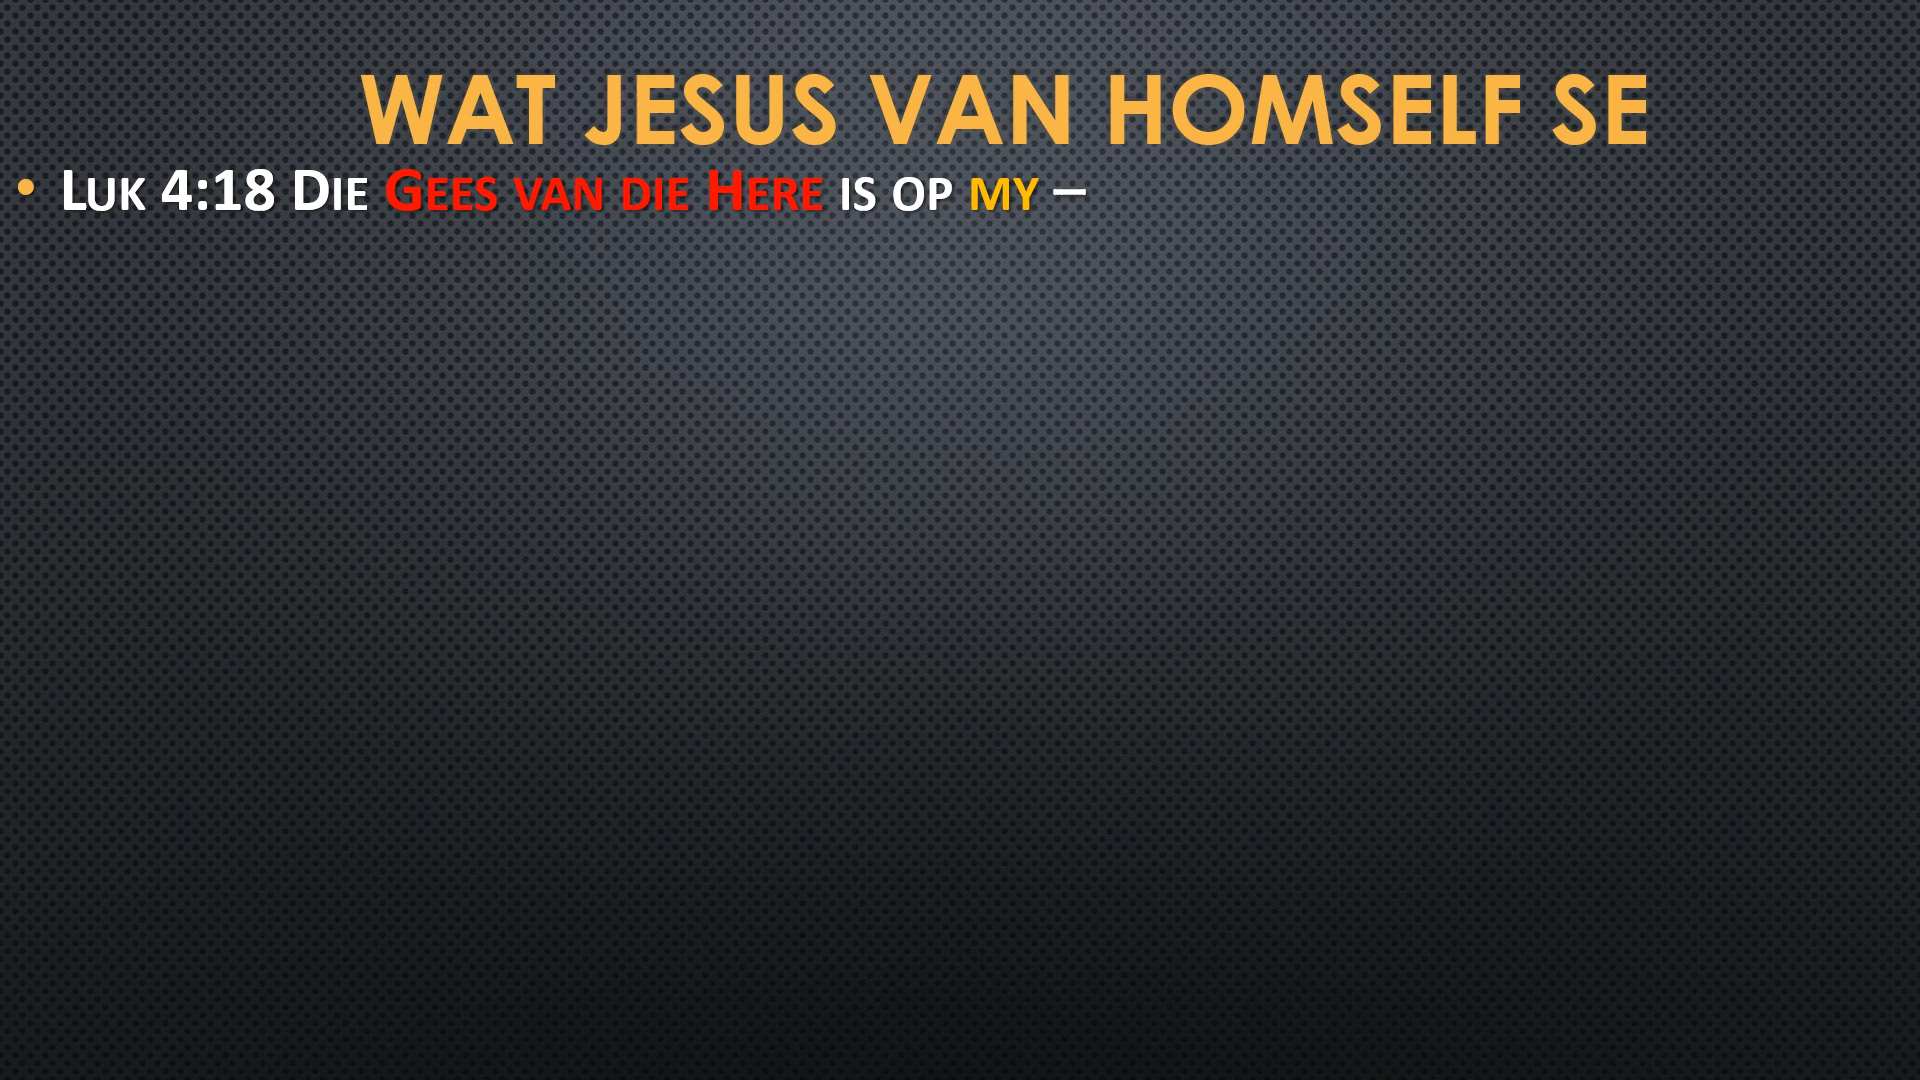 WAT JESUS VAN HOMSELF SE
• Luk 4:18 Die Gees van die Here is op my –